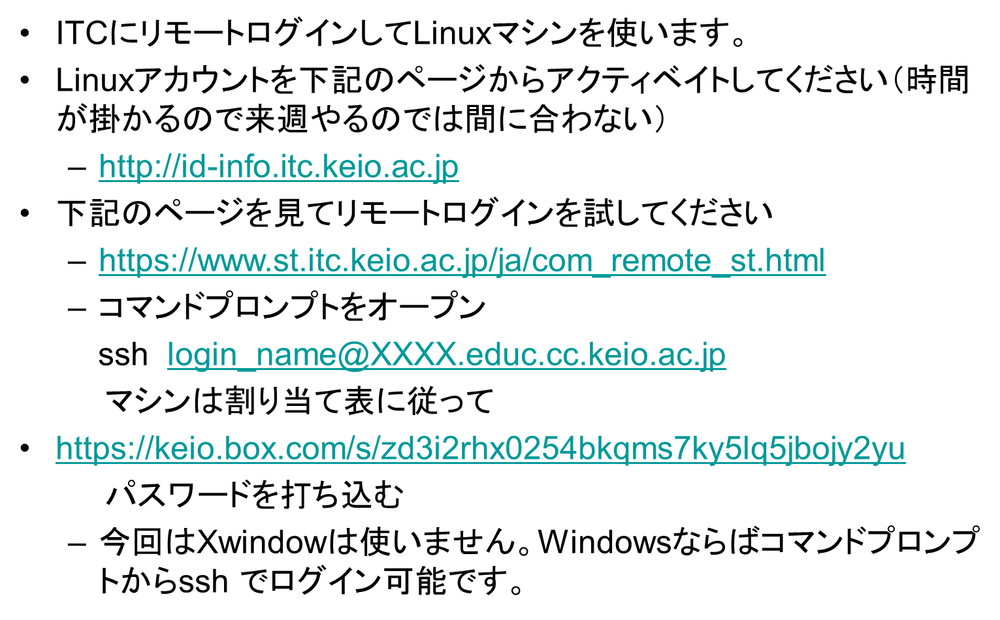 • ITCにリモートログインしてLinuxマシンを使います。
• Linuxアカウントを下記のページからアクティベイトしてください（時間
が掛かるので来週やるのでは間に合わない）
– http://id-info.itc.keio.ac.jp
• 下記のページを見てリモートログインを試してください
– https://www.st.itc.keio.ac.jp/ja/com_remote_st.html
– コマンドプロンプトをオープン
ssh login_name@XXXX.educ.cc.keio.ac.jp
マシンは割り当て表に従って
• https://keio.box.com/s/zd3i2rhx0254bkqms7ky5lq5jbojy2yu
パスワードを打ち込む
– 今回はXwindowは使いません。Windowsならばコマンドプロンプ
トからssh でログイン可能です。